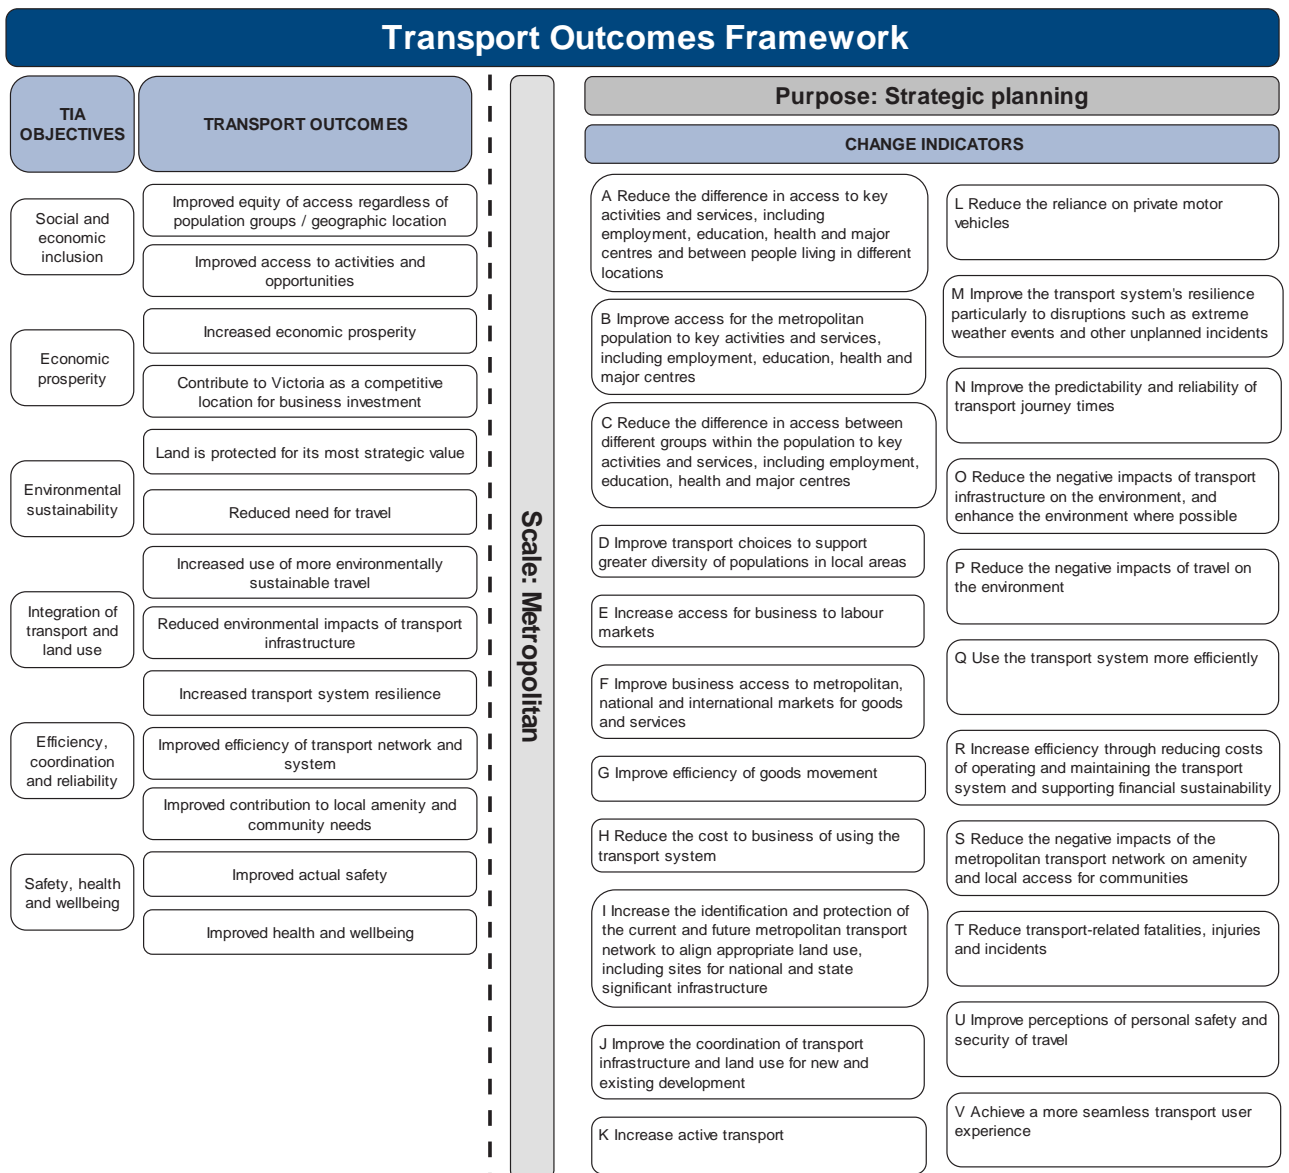 Transport Outcomes Framework
TIA
OBJECTIVES
TRANSPORT OUTCOMES
Social and
economic
inclusion
Economic
prosperity
Environmental
sustainability
Integration of
transport and
land use
Efficiency,
coordination
and reliability
Safety, health
and wellbeing
Improved equity of access regardless of
population groups / geographic location
Improved access to activities and
opportunities
Increased economic prosperity
Contribute to Victoria as a competitive
location for business investment
Land is protected for its most strategic value
Reduced need for travel
Increased use of more environmentally
sustainable travel
Reduced environmental impacts of transport
infrastructure
Increased transport system resilience
Improved efficiency of transport network and
system
Improved contribution to local amenity and
community needs
Improved actual safety
Improved health and wellbeing
Scale: Metropolitan
Purpose: Strategic planning
CHANGE INDICATORS
A Reduce the difference in access to key
activities and services, including
employment, education, health and major
centres and between people living in different
locations
B Improve access for the metropolitan
population to key activities and services,
including employment, education, health and
major centres
C Reduce the difference in access between
different groups within the population to key
activities and services, including employment,
education, health and major centres
D Improve transport choices to support
greater diversity of populations in local areas
E Increase access for business to labour
markets
F Improve business access to metropolitan,
national and international markets for goods
and services
G Improve efficiency of goods movement
H Reduce the cost to business of using the
transport system
I Increase the identification and protection of
the current and future metropolitan transport
network to align appropriate land use,
including sites for national and state
significant infrastructure
J Improve the coordination of transport
infrastructure and land use for new and
existing development
K Increase active transport
L Reduce the reliance on private motor
vehicles
M Improve the transport system's resilience
particularly to disruptions such as extreme
weather events and other unplanned incidents
N Improve the predictability and reliability of
transport journey times
O Reduce the negative impacts of transport
infrastructure on the environment, and
enhance the environment where possible
P Reduce the negative impacts of travel on
the environment
Q Use the transport system more efficiently
R Increase efficiency through reducing costs
of operating and maintaining the transport
system and supporting financial sustainability
S Reduce the negative impacts of the
metropolitan transport network on amenity
and local access for communities
T Reduce transport-related fatalities, injuries
and incidents
U Improve perceptions of personal safety and
security of travel
V Achieve a more seamless transport user
experience